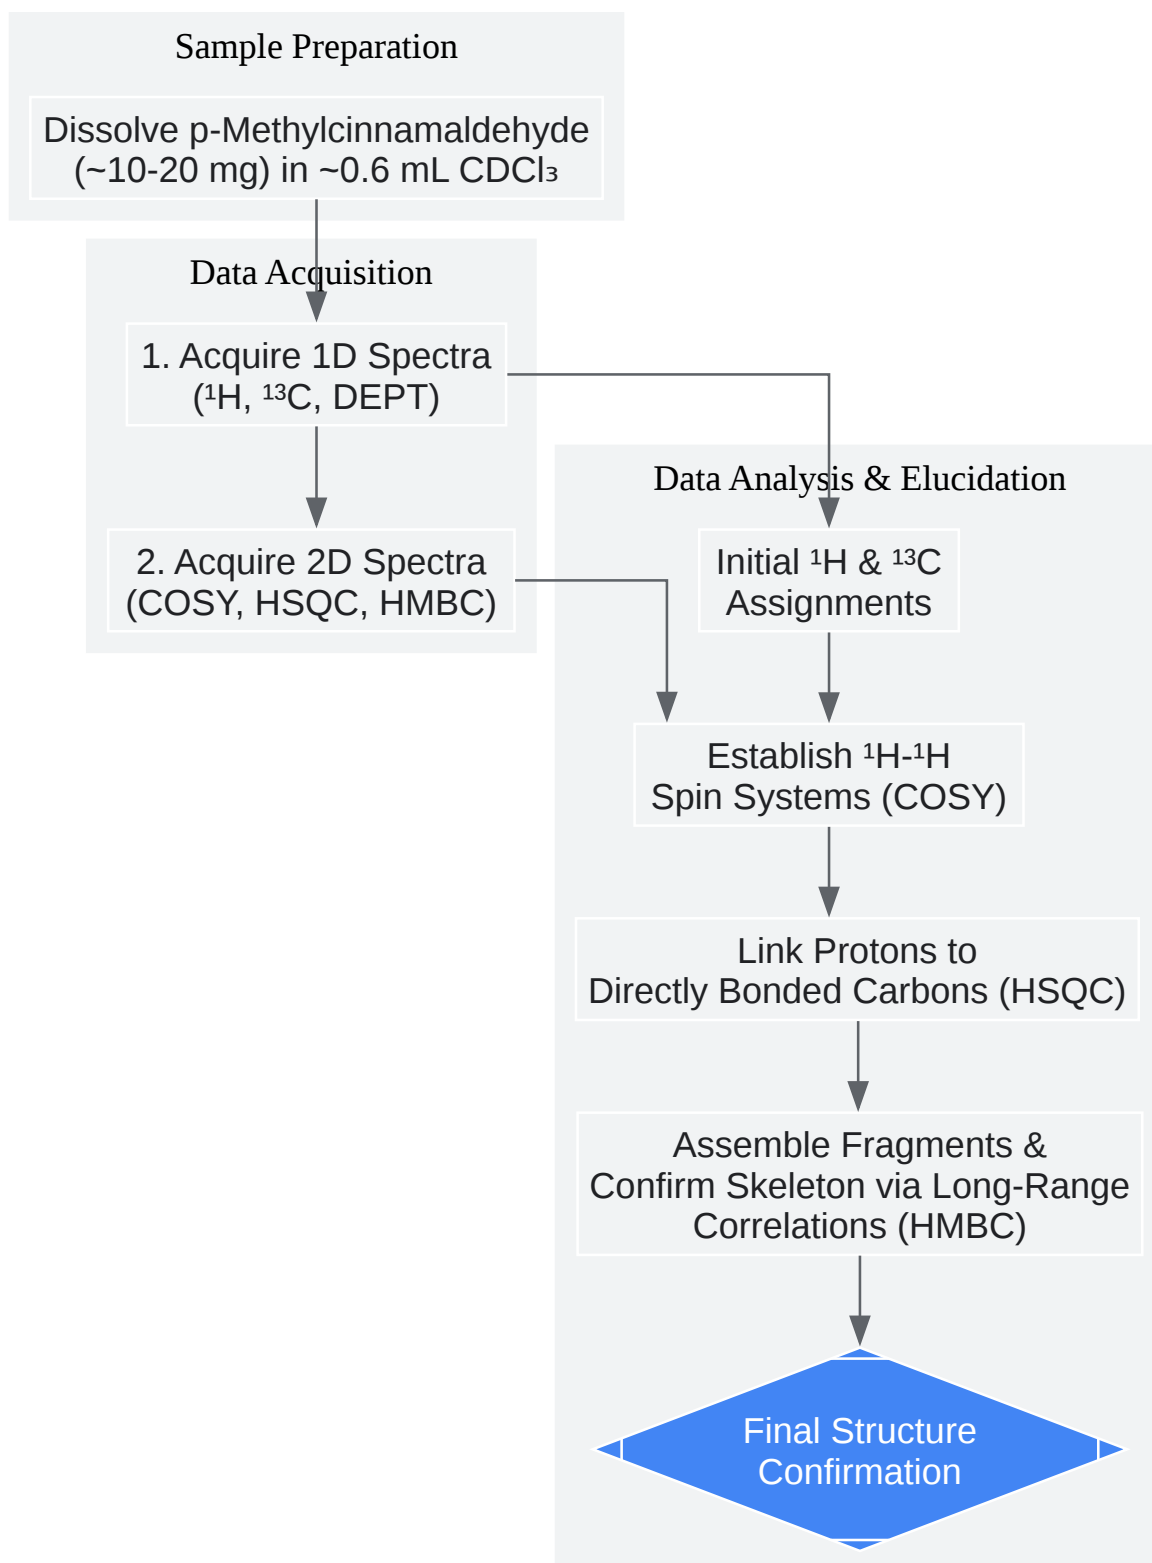 Sample Preparation
Dissolve p-Methylcinnamaldehyde
(~10-20 mg) in ~0.6 mL CDCl₃
Data Acquisition
1. Acquire 1D Spectra
(¹H, ¹³C, DEPT)
2. Acquire 2D Spectra
(COSY, HSQC, HMBC)
Data Analysis & Elucidation
Initial ¹H & ¹³C
Assignments
Establish ¹H-¹H
Spin Systems (COSY)
Link Protons to
Directly Bonded Carbons (HSQC)
Assemble Fragments &
Confirm Skeleton via Long-Range
Correlations (HMBC)
Final Structure
Confirmation